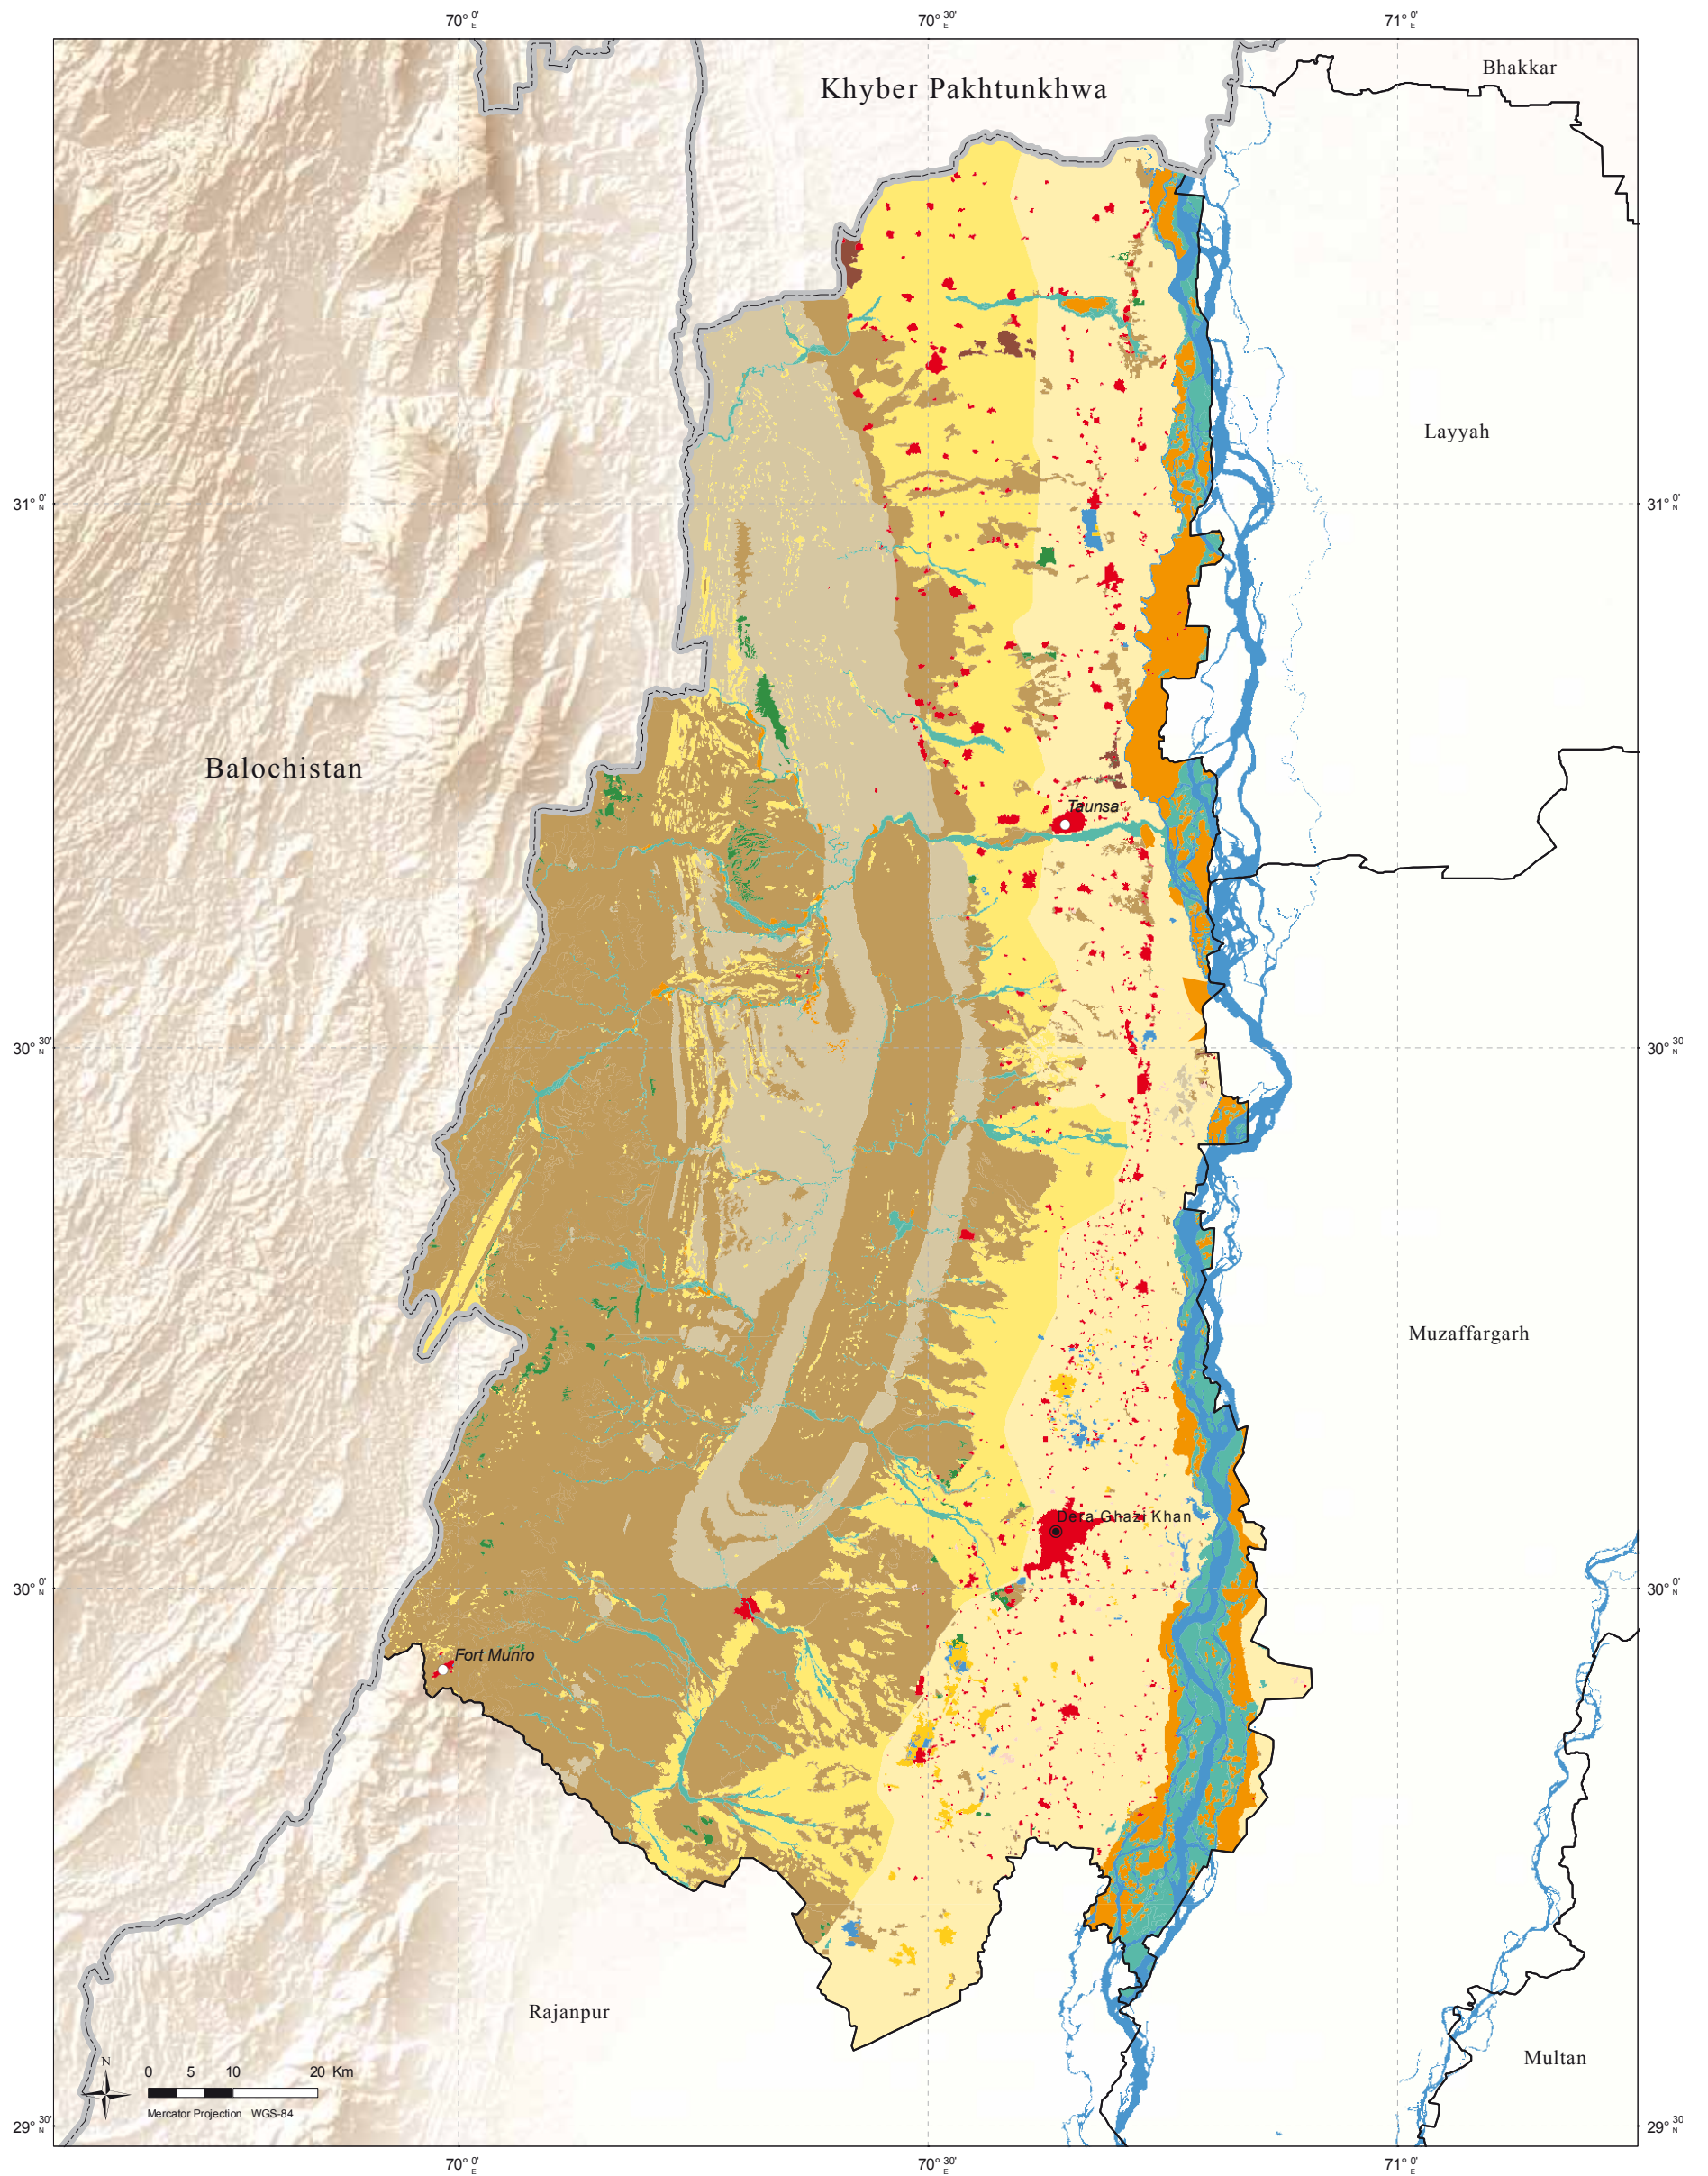 70° 0' E 70° 30' E 71° 0' E
Khyber Pakhtunkhwa
Bhakkar
Layyah
31° 0' N 31° 0' N
Balochistan
Taunsa
30° 30' N 30° 30' N
Muzaffargarh
Dera Ghazi Khan
30° 0' N 30° 0' N
Fort Munro
Rajanpur
Multan
N
0 5 10 20 Km
Mercator Projection WGS-84
29° 30' N 29° 30 N
70° 0' E 70° 30' E 71° 0' E